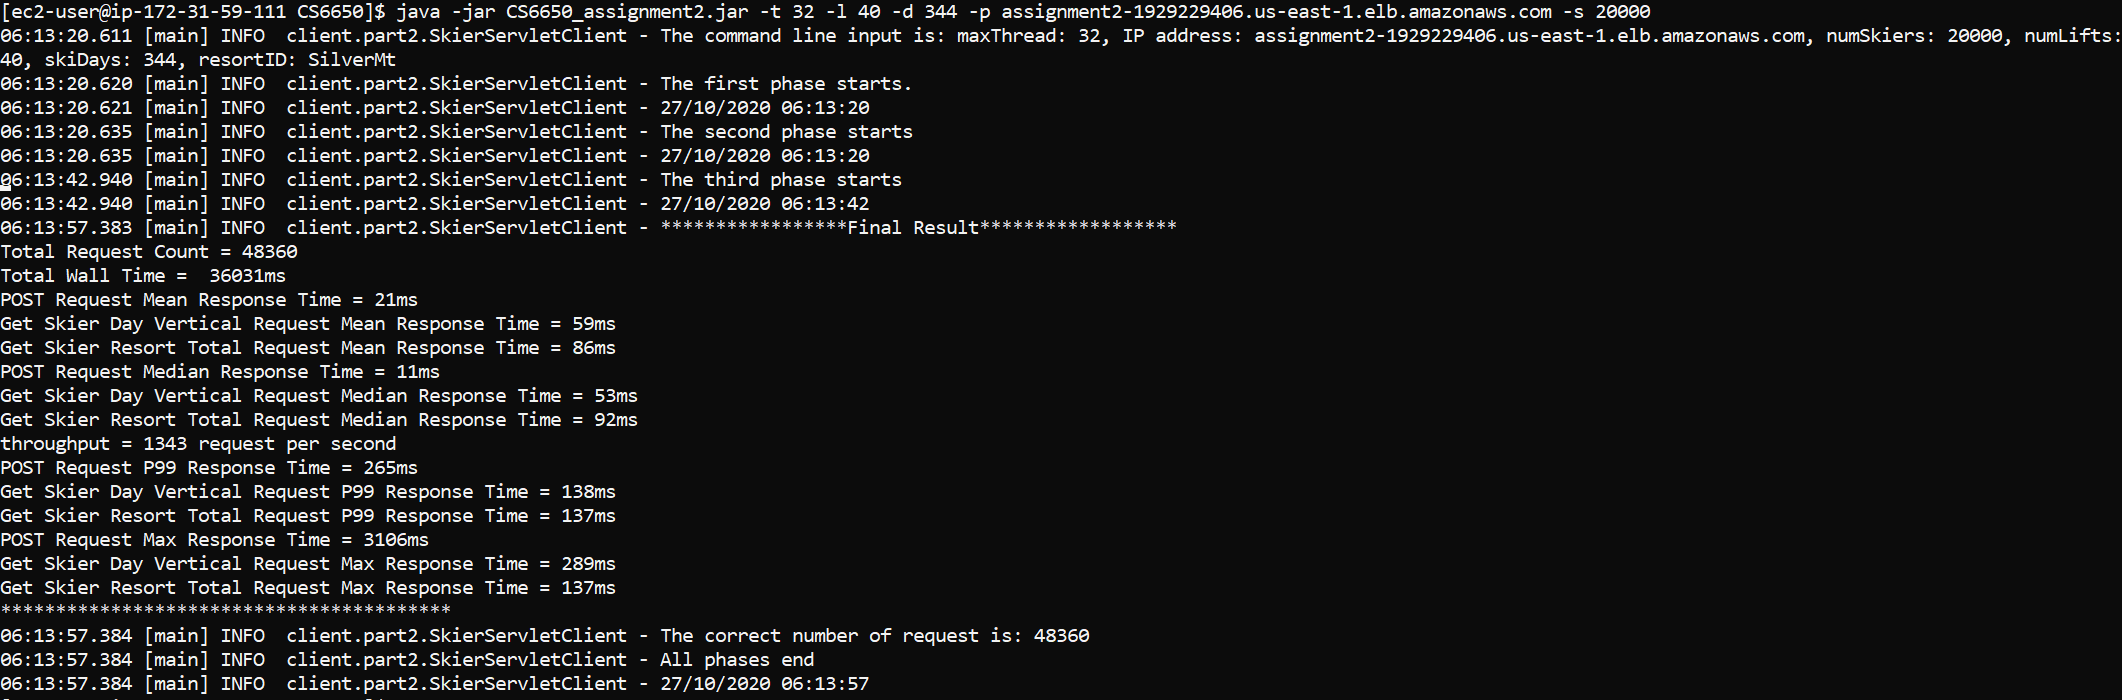 [ec2-user@ip-172-31-59-111 CS6650]$ java -jar CS6650_assignment2.jar -t 32 -l 40 -d 344 -p assignment2-1929229406.us-east-1.elb.amazonaws.com -s 20000
06:13:20.611 [main] INFO  client.part2.SkierServletClient - The command line input is: maxThread: 32, IP address: assignment2-1929229406.us-east-1.elb.amazonaws.com, numSkiers: 20000, numLifts:
40, skiDays: 344, resortID: SilverMt
06:13:20.620 [main] INFO  client.part2.SkierServletClient - The first phase starts.
06:13:20.621 [main] INFO  client.part2.SkierServletClient - 27/10/2020 06:13:20
06:13:20.635 [main] INFO  client.part2.SkierServletClient - The second phase starts
06:13:20.635 [main] INFO  client.part2.SkierServletClient - 27/10/2020 06:13:20
06:13:42.940 [main] INFO  client.part2.SkierServletClient - The third phase starts
06:13:42.940 [main] INFO  client.part2.SkierServletClient - 27/10/2020 06:13:42
06:13:57.383 [main] INFO  client.part2.SkierServletClient - *****************Final Result******************
Total Request Count = 48360
Total Wall Time =  36031ms
POST Request Mean Response Time = 21ms
Get Skier Day Vertical Request Mean Response Time = 59ms
Get Skier Resort Total Request Mean Response Time = 86ms
POST Request Median Response Time = 11ms
Get Skier Day Vertical Request Median Response Time = 53ms
Get Skier Resort Total Request Median Response Time = 92ms
throughput = 1343 request per second
POST Request P99 Response Time = 265ms
Get Skier Day Vertical Request P99 Response Time = 138ms
Get Skier Resort Total Request P99 Response Time = 137ms
POST Request Max Response Time = 3106ms
Get Skier Day Vertical Request Max Response Time = 289ms
Get Skier Resort Total Request Max Response Time = 137ms
*****************************************
06:13:57.384 [main] INFO  client.part2.SkierServletClient - The correct number of request is: 48360
06:13:57.384 [main] INFO  client.part2.SkierServletClient - All phases end
06:13:57.384 [main] INFO  client.part2.SkierServletClient - 27/10/2020 06:13:57